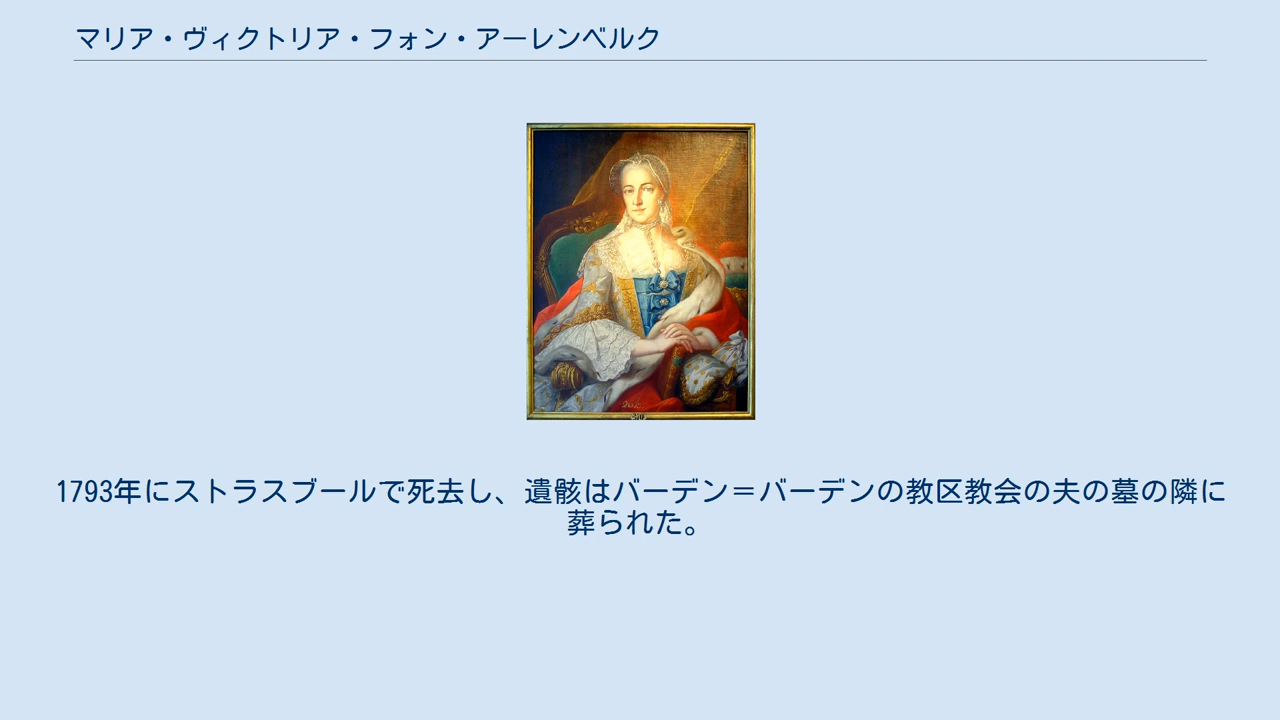 マリア・ヴィクトリア・フォン・アーレンベルク
1793年にストラスブールで死去し、遺骸はバーデン＝バーデンの教区教会の夫の墓の隣に
葬られた。